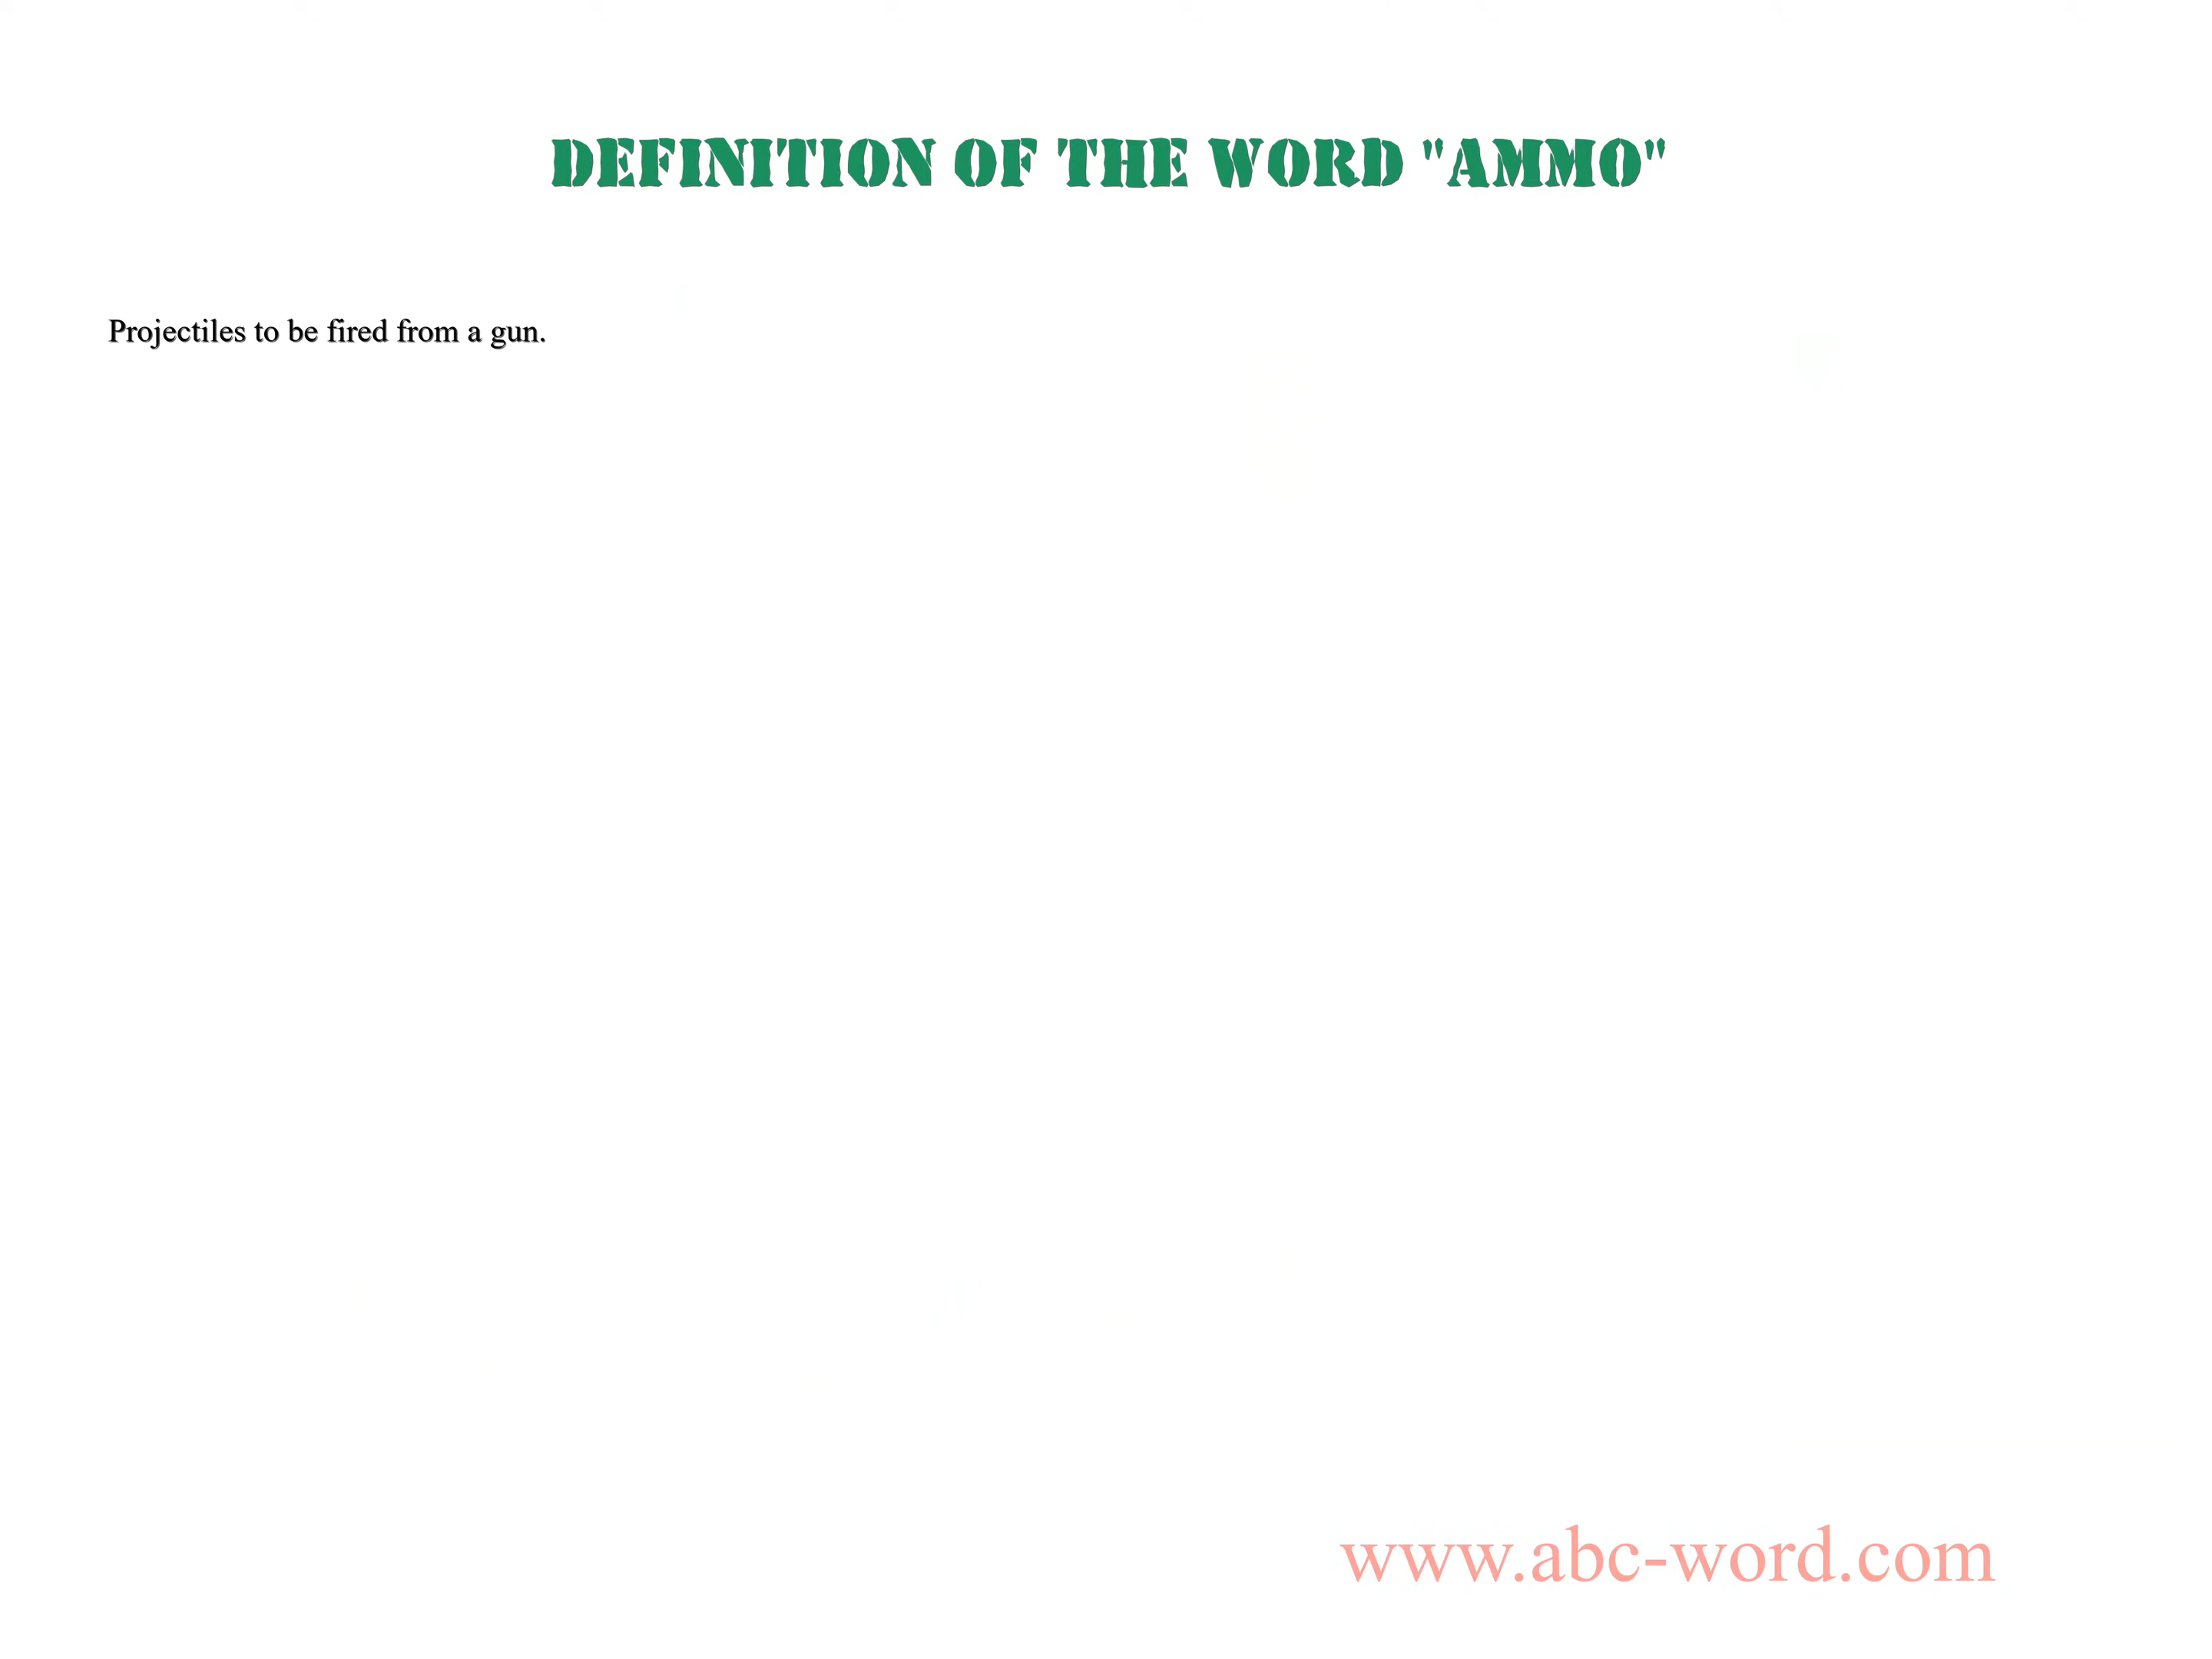 DEFINITION OF THE WORD "AMMO"
Projectiles to be fired from a gun.
www.abc-word.com